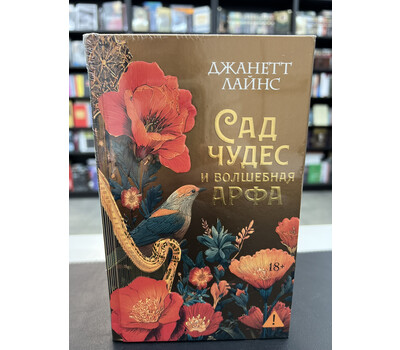 ДЖАНЕТТ
ЛАЙНС
САД
ЧУДЕС
И ВОЛШЕБНАЯ
АРФА
18+
!